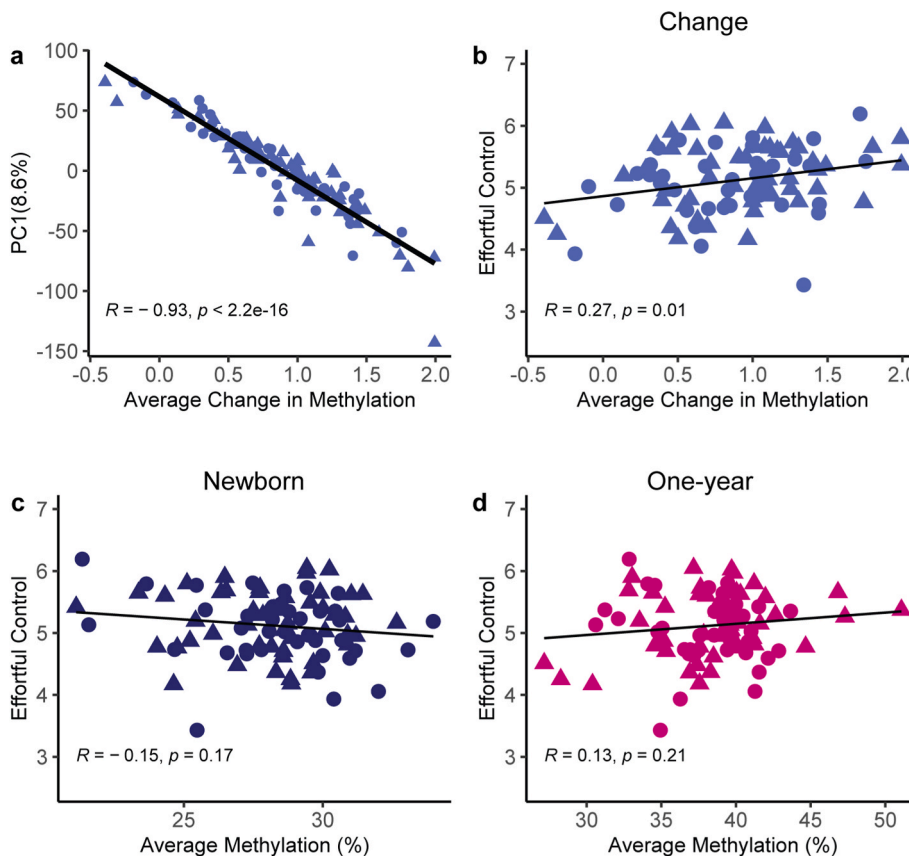 Change
a
b
100
50
0
-50
-100
-150
PC1(8.6%)
R = − 0.93, p < 2.2e-16
-0.5 0.0 0.5 1.0 1.5 2.0
Average Change in Methylation
7
6
5
4
3
Effortful Control
R = 0.27, p = 0.01
-0.5 0.0 0.5 1.0 1.5 2.0
Average Change in Methylation
c
Newborn
7
6
5
4
3
Effortful Control
R = − 0.15, p = 0.17
25 30
Average Methylation (%)
d
One-year
7
6
5
4
3
Effortful Control
R = 0.13, p = 0.21
30 35 40 45 50
Average Methylation (%)